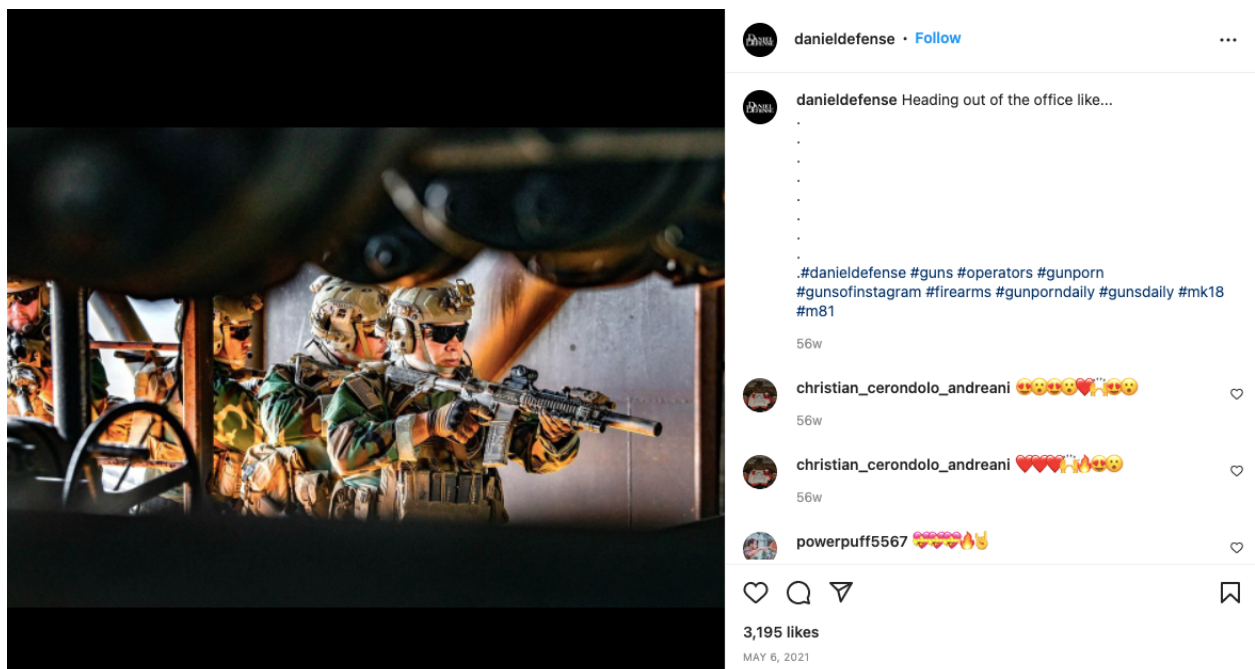 danieldefense • Follow
danieldefense Heading out of the office like...
.
.
.
.
.
.
.
.
.#danieldefense #guns #operators #gunporn
#gunsofinstagram #firearms #gunporndaily #gunsdaily #mk18
#m81
56w
christian_cerondolo_andreani 😍😮😍😮❤️🙌😍😮
56w
christian_cerondolo_andreani ❤️❤️❤️🙌🔥😍😮
56w
powerpuff5567 💝💝💝💝🔥🤘
3,195 likes
MAY 6, 2021